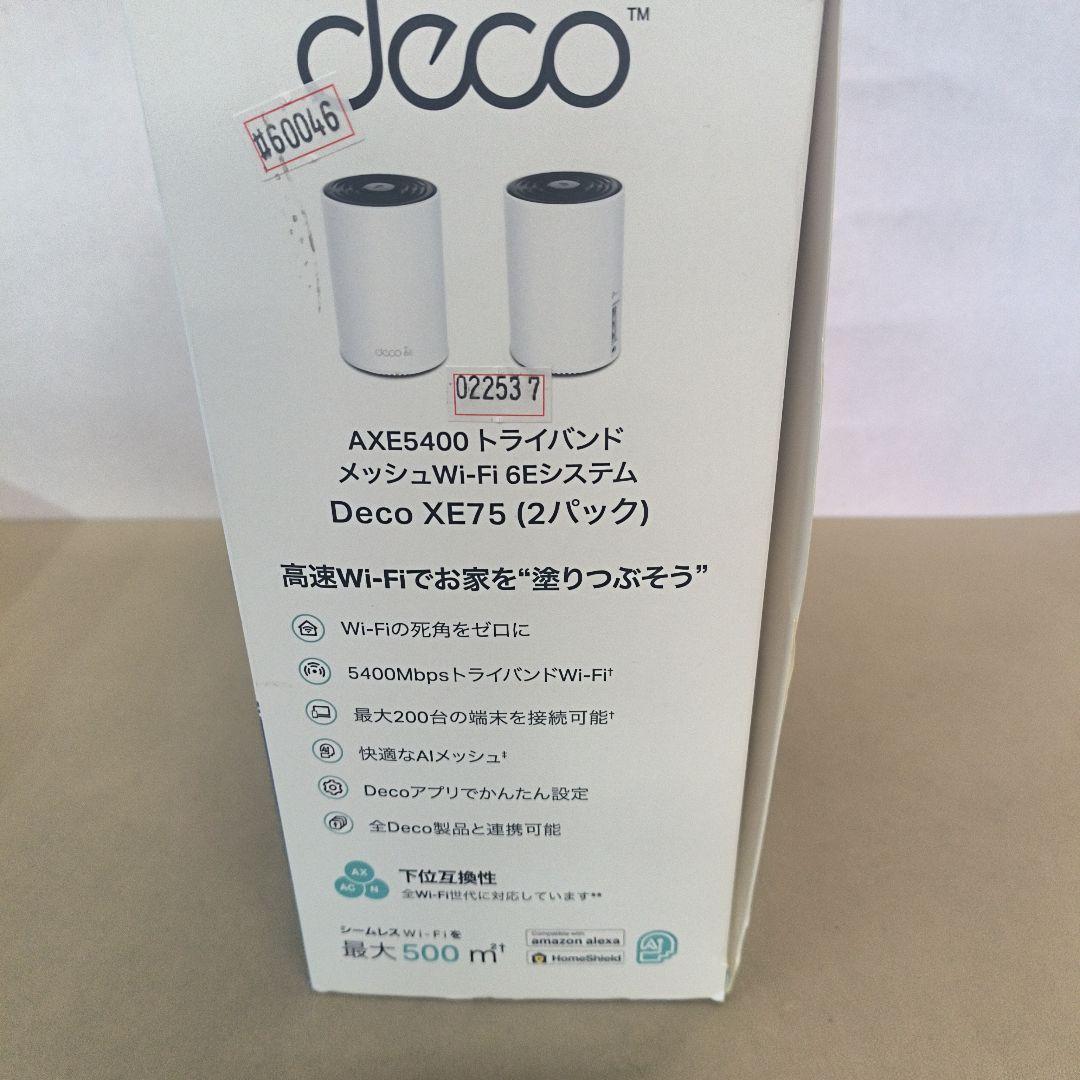 deco™
#60046
deco 6E
022537
AXE5400 トライバンド
メッシュWi-Fi 6Eシステム
Deco XE75 (2パック)
高速Wi-Fiでお家を“塗りつぶそう”
Wi-Fiの死角をゼロに
5400MbpsトライバンドWi-Fi†
最大200台の端末を接続可能†
快適なAIメッシュ‡
Decoアプリでかんたん設定
全Deco製品と連携可能
AX
AC N
下位互換性
全Wi-Fi世代に対応しています**
シームレスWi-Fiを
最大500㎡†
Compatible with
amazon alexa
HomeShield
AI